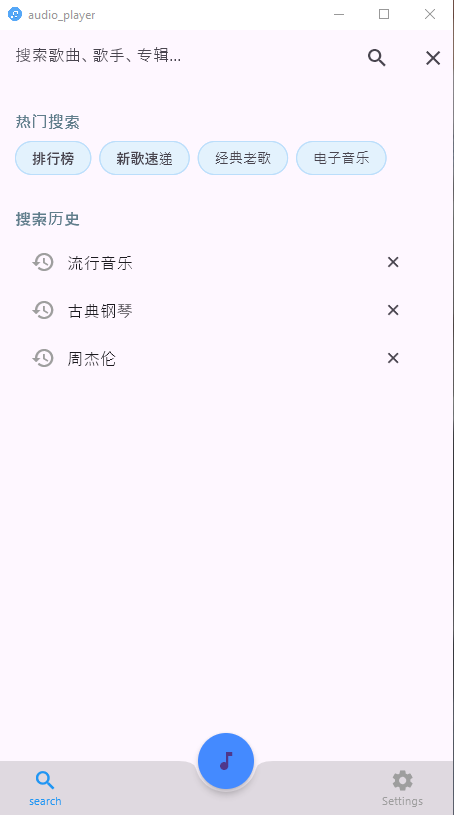 audio_player
搜索歌曲、歌手、专辑...
热门搜索
排行榜 新歌速递 经典老歌 电子音乐
搜索历史
流行音乐
古典钢琴
周杰伦
search Settings